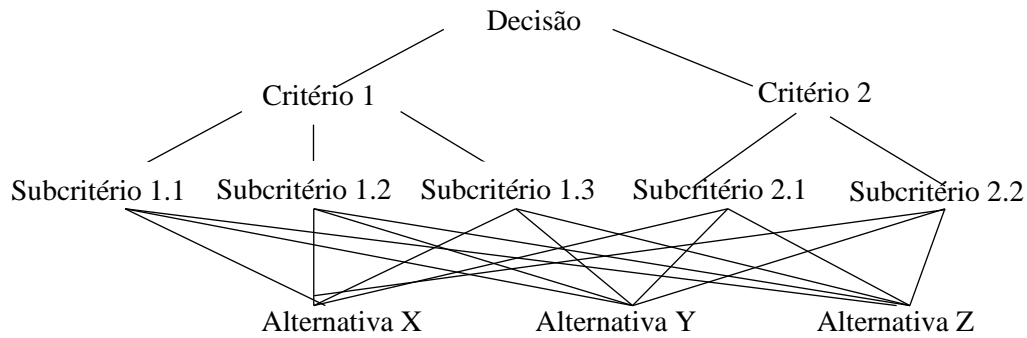 Decisão
Critério 1 Critério 2
Subcritério 1.1 Subcritério 1.2 Subcritério 1.3 Subcritério 2.1 Subcritério 2.2
Alternativa X Alternativa Y Alternativa Z